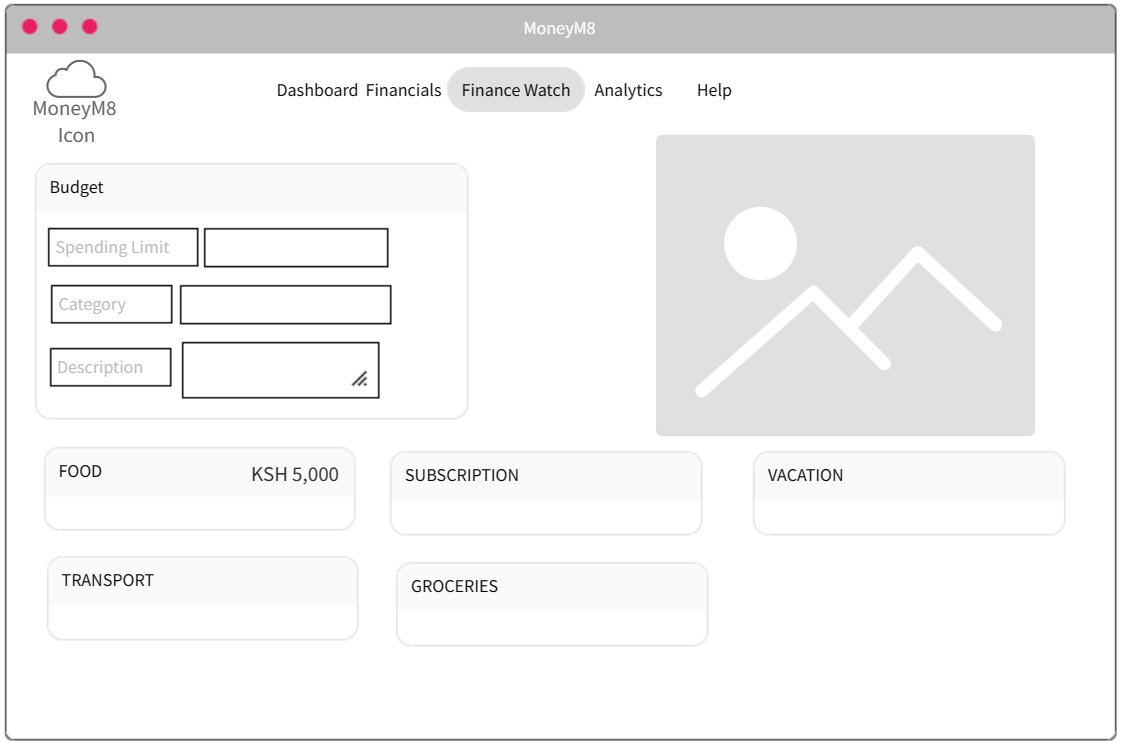 MoneyM8
MoneyM8
Icon
Dashboard Financials Finance Watch Analytics Help
Budget
Spending Limit
Category
Description
FOOD KSH 5,000
SUBSCRIPTION
VACATION
TRANSPORT
GROCERIES